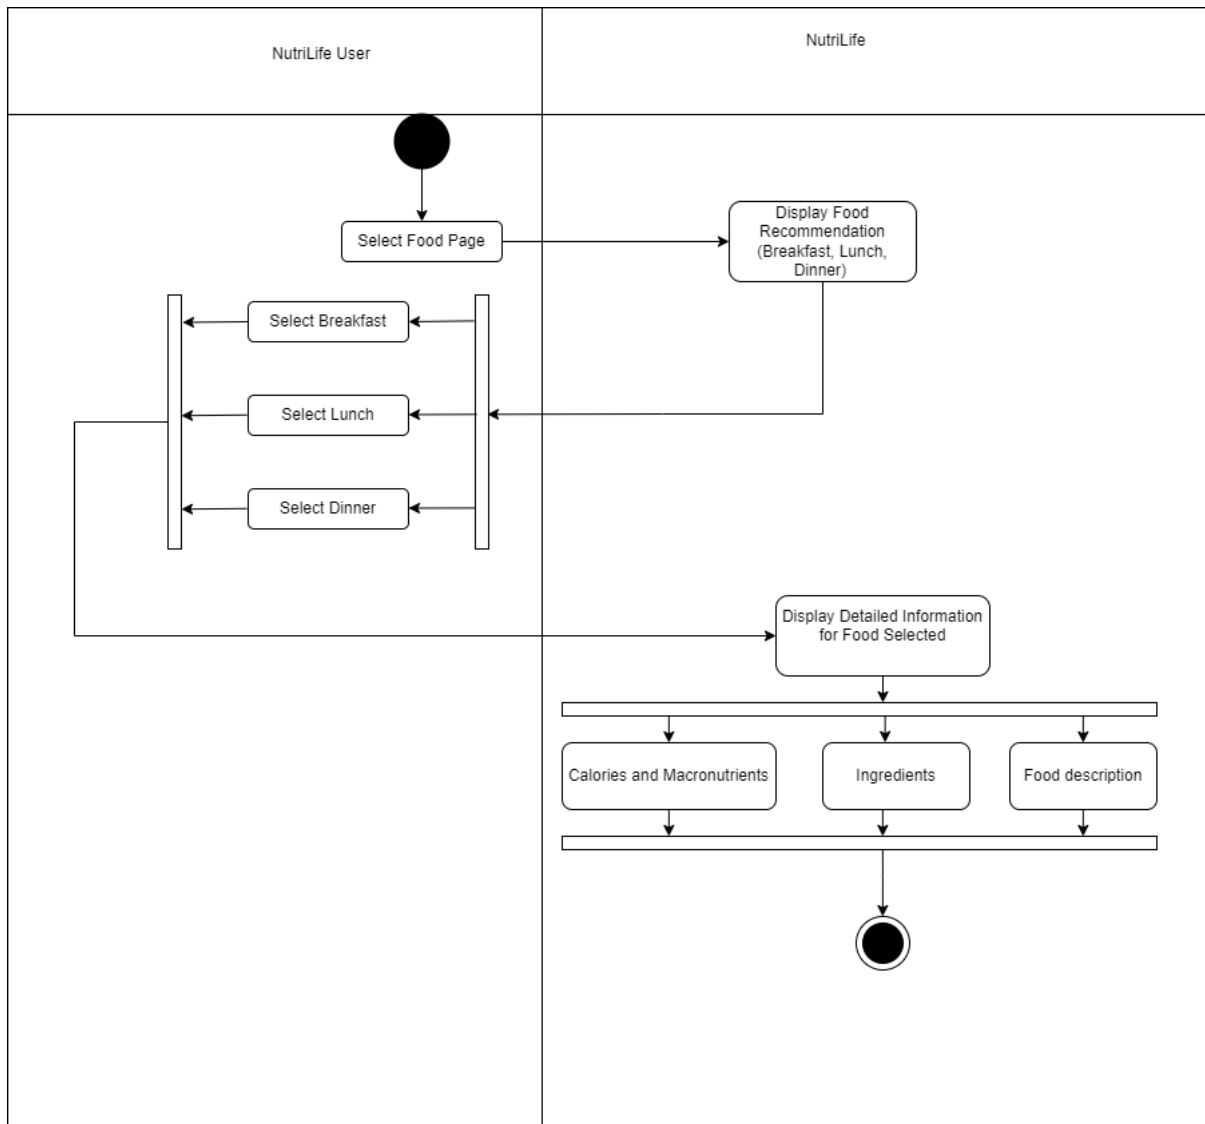 NutriLife User
NutriLife
Select Food Page
Display Food
Recommendation
(Breakfast, Lunch,
Dinner)
Select Breakfast
Select Lunch
Select Dinner
Display Detailed Information
for Food Selected
Calories and Macronutrients
Ingredients
Food description